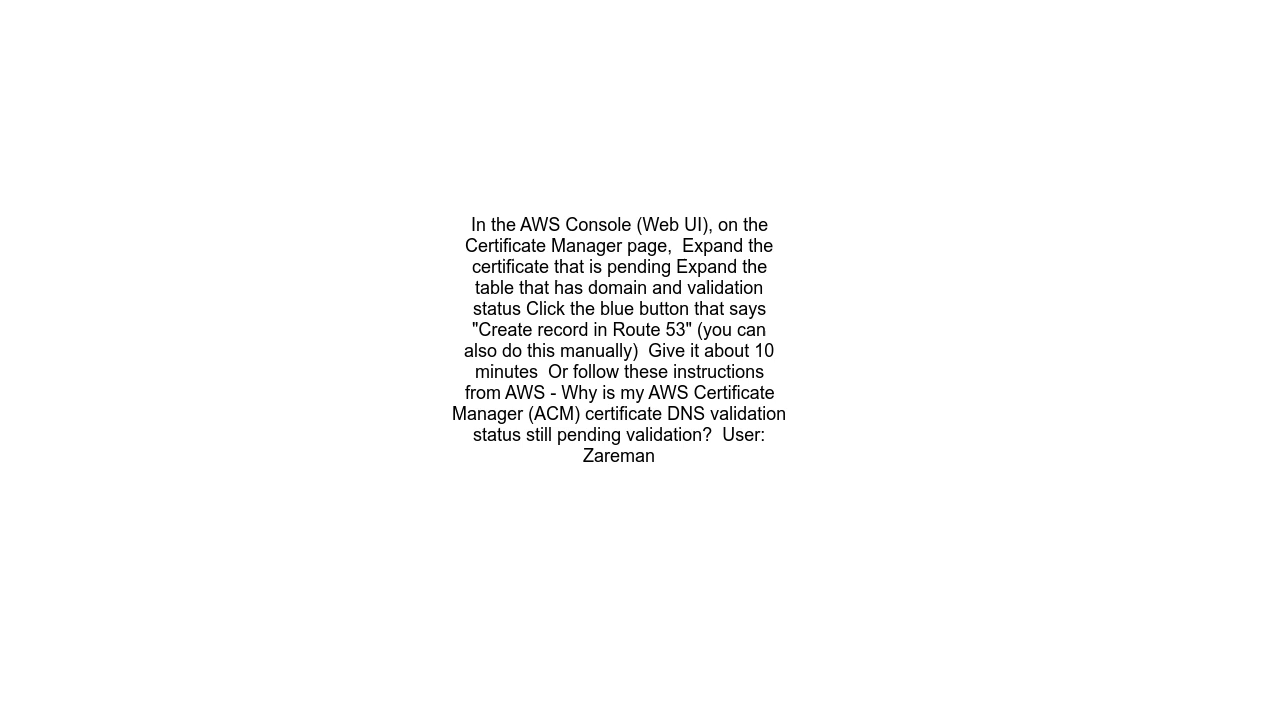 In the AWS Console (Web UI), on the
Certificate Manager page,  Expand the
certificate that is pending Expand the
table that has domain and validation
status Click the blue button that says
"Create record in Route 53" (you can
also do this manually)  Give it about 10
minutes  Or follow these instructions
from AWS - Why is my AWS Certificate
Manager (ACM) certificate DNS validation
status still pending validation?  User:
Zareman